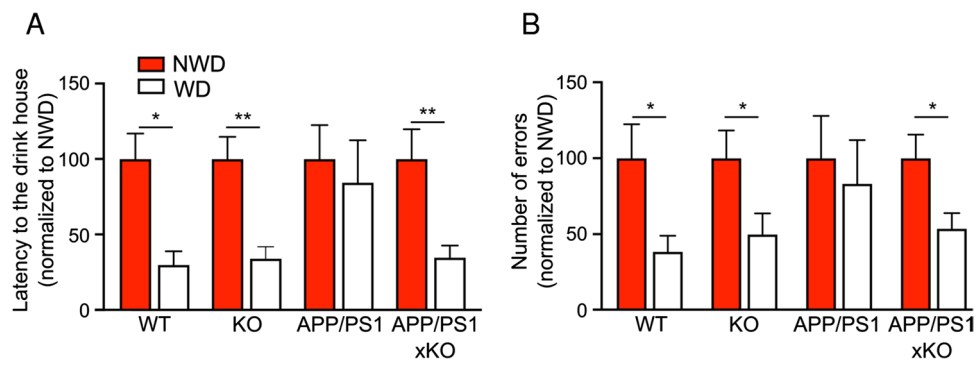 A
NWD
WD
Latency to the drink house
(normalized to NWD)
150
100
50
0
*
**
**
WT
KO
APP/PS1
APP/PS1
xKO
B
Number of errors
(normalized to NWD)
150
100
50
0
*
*
*
WT
KO
APP/PS1
APP/PS1
xKO